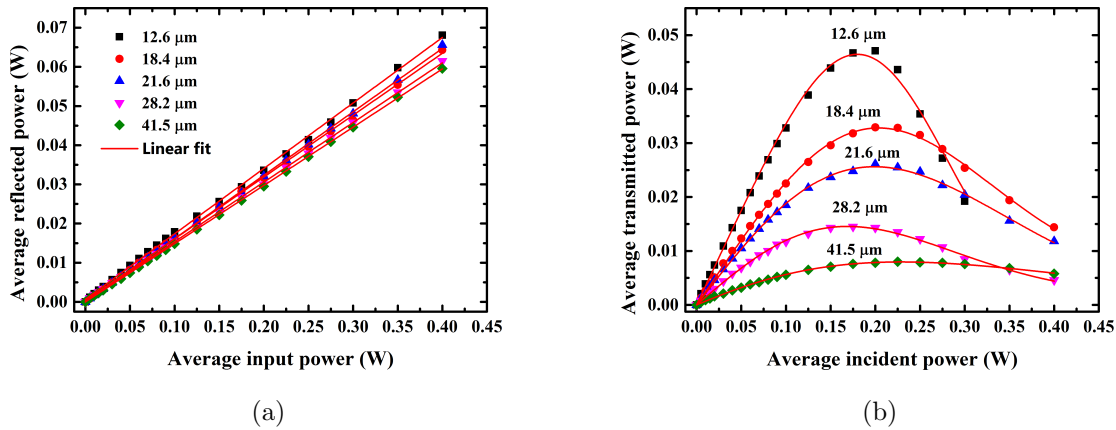 0.07
0.06
0.05
0.04
0.03
0.02
0.01
0.00
Average reflected power (W)
12.6 μm
18.4 μm
21.6 μm
28.2 μm
41.5 μm
Linear fit
0.00 0.05 0.10 0.15 0.20 0.25 0.30 0.35 0.40 0.45
Average input power (W)
(a)
0.05
0.04
0.03
0.02
0.01
0.00
Average transmitted power (W)
12.6 μm
18.4 μm
21.6 μm
28.2 μm
41.5 μm
0.00 0.05 0.10 0.15 0.20 0.25 0.30 0.35 0.40 0.45
Average incident power (W)
(b)